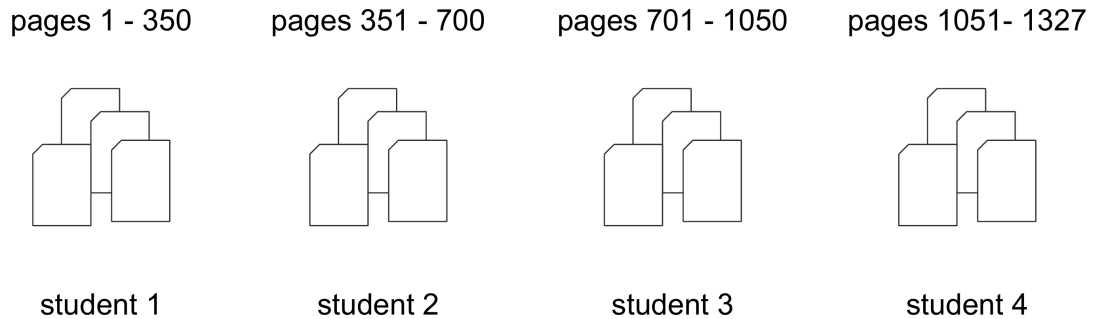 pages 1 - 350
pages 351 - 700
pages 701 - 1050
pages 1051- 1327
student 1
student 2
student 3
student 4